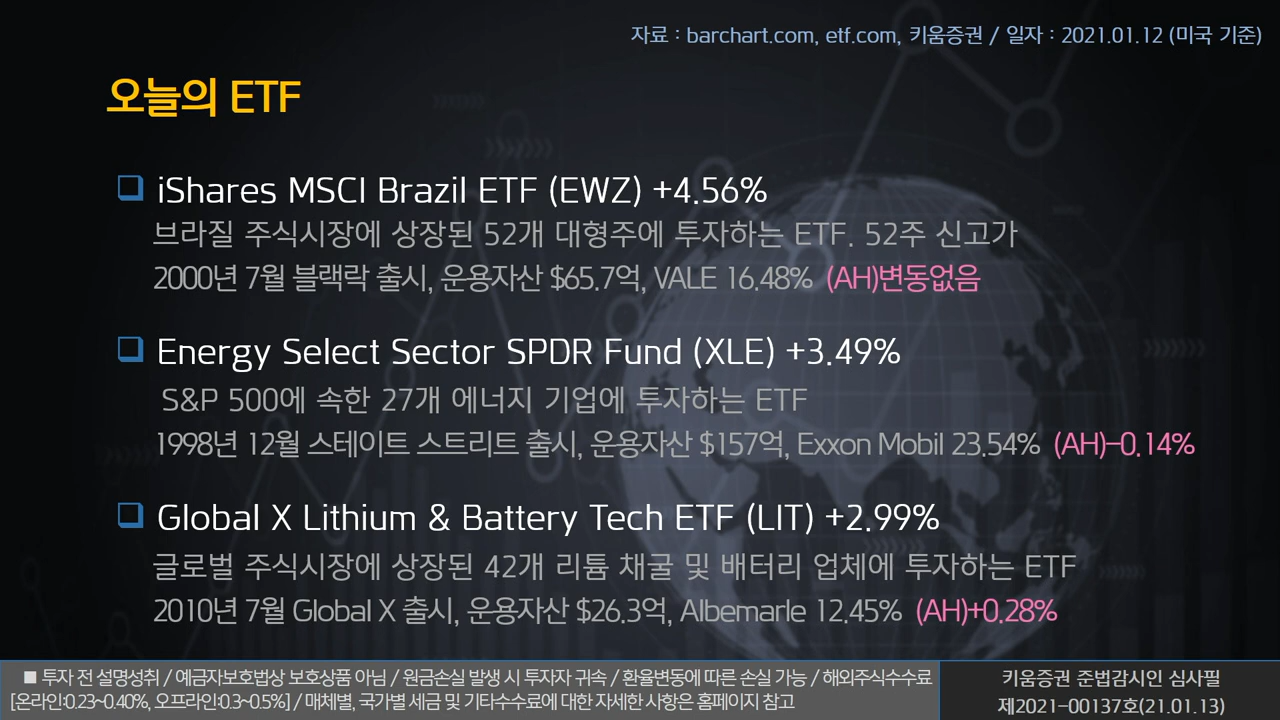 자료 : barchart.com, etf.com, 키움증권 / 일자 : 2021.01.12 (미국 기준)
오늘의 ETF
❑ iShares MSCI Brazil ETF (EWZ) +4.56%
브라질 주식시장에 상장된 52개 대형주에 투자하는 ETF. 52주 신고가
2000년 7월 블랙락 출시, 운용자산 $65.7억, VALE 16.48% (AH)변동없음
❑ Energy Select Sector SPDR Fund (XLE) +3.49%
S&P 500에 속한 27개 에너지 기업에 투자하는 ETF
1998년 12월 스테이트 스트리트 출시, 운용자산 $157억, Exxon Mobil 23.54% (AH)-0.14%
❑ Global X Lithium & Battery Tech ETF (LIT) +2.99%
글로벌 주식시장에 상장된 42개 리튬 채굴 및 배터리 업체에 투자하는 ETF
2010년 7월 Global X 출시, 운용자산 $26.3억, Albemarle 12.45% (AH)+0.28%
■ 투자 전 설명성취 / 예금자보호법상 보호상품 아님 / 원금손실 발생 시 투자자 귀속 / 환율변동에 따른 손실 가능 / 해외주식수수료
[온라인:0.23~0.40%, 오프라인:0.3~0.5%] / 매체별, 국가별 세금 및 기타수수료에 대한 자세한 사항은 홈페이지 참고
키움증권 준법감시인 심사필
제2021-00137호(21.01.13)